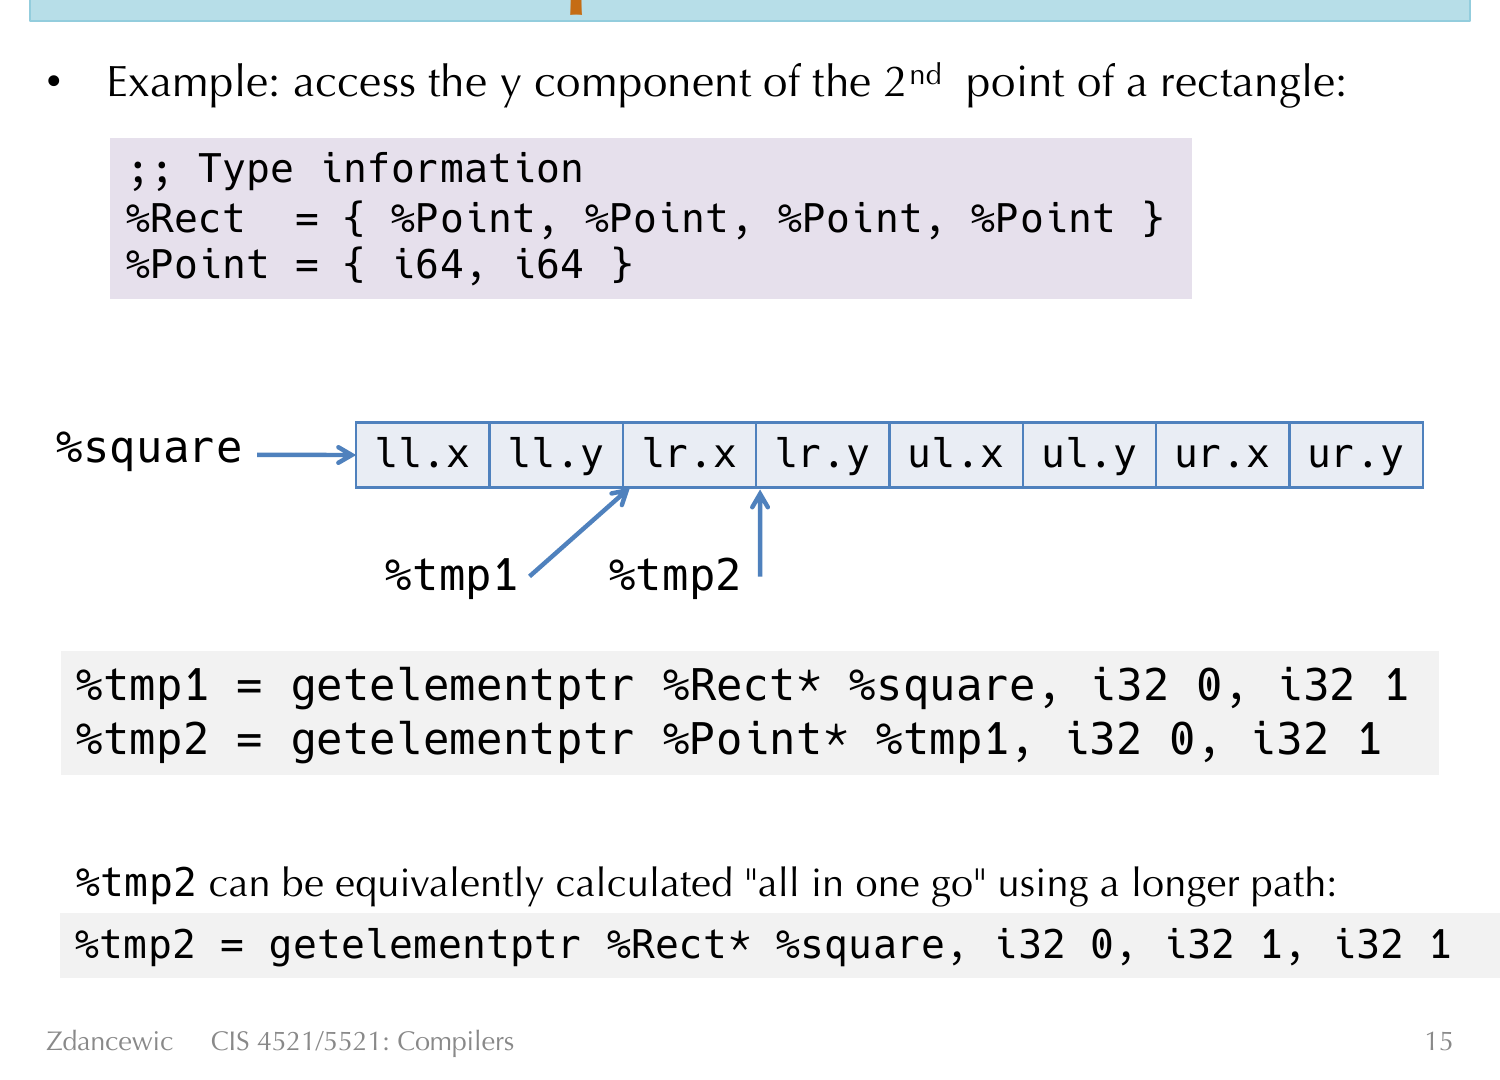 • Example: access the y component of the 2nd point of a rectangle:
;; Type information
%Rect  = { %Point, %Point, %Point, %Point }
%Point = { i64, i64 }
%square ll.x ll.y lr.x lr.y ul.x ul.y ur.x ur.y
%tmp1 %tmp2
%tmp1 = getelementptr %Rect* %square, i32 0, i32 1
%tmp2 = getelementptr %Point* %tmp1, i32 0, i32 1
%tmp2 can be equivalently calculated "all in one go" using a longer path:
%tmp2 = getelementptr %Rect* %square, i32 0, i32 1, i32 1
Zdancewic CIS 4521/5521: Compilers 15